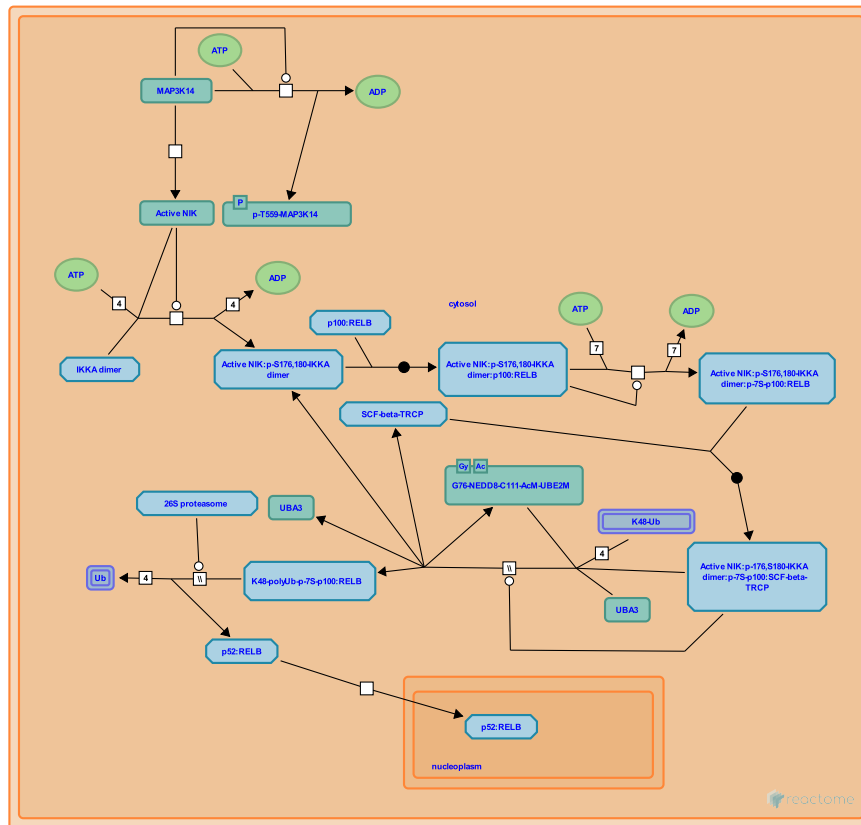 ATP
MAP3K14
ADP
P
Active NIK
p-T559-MAP3K14
ATP
4
4
ADP
cytosol
p100:RELB
ATP
ADP
7
7
IKKA dimer
Active NIK:p-S176,180-IKKA
dimer
Active NIK:p-S176,180-IKKA
dimer:p100:RELB
Active NIK:p-S176,180-IKKA
dimer:p-7S-p100:RELB
SCF-beta-TRCP
Gy
Ac
G76-NEDD8-C111-AcM-UBE2M
26S proteasome
UBA3
K48-Ub
4
Ub
4
\\
K48-polyUb-p-7S-p100:RELB
\\
Active NIK:p-176,S180-IKKA
dimer:p-7S-p100:SCF-beta-
TRCP
UBA3
p52:RELB
p52:RELB
nucleoplasm
reactome